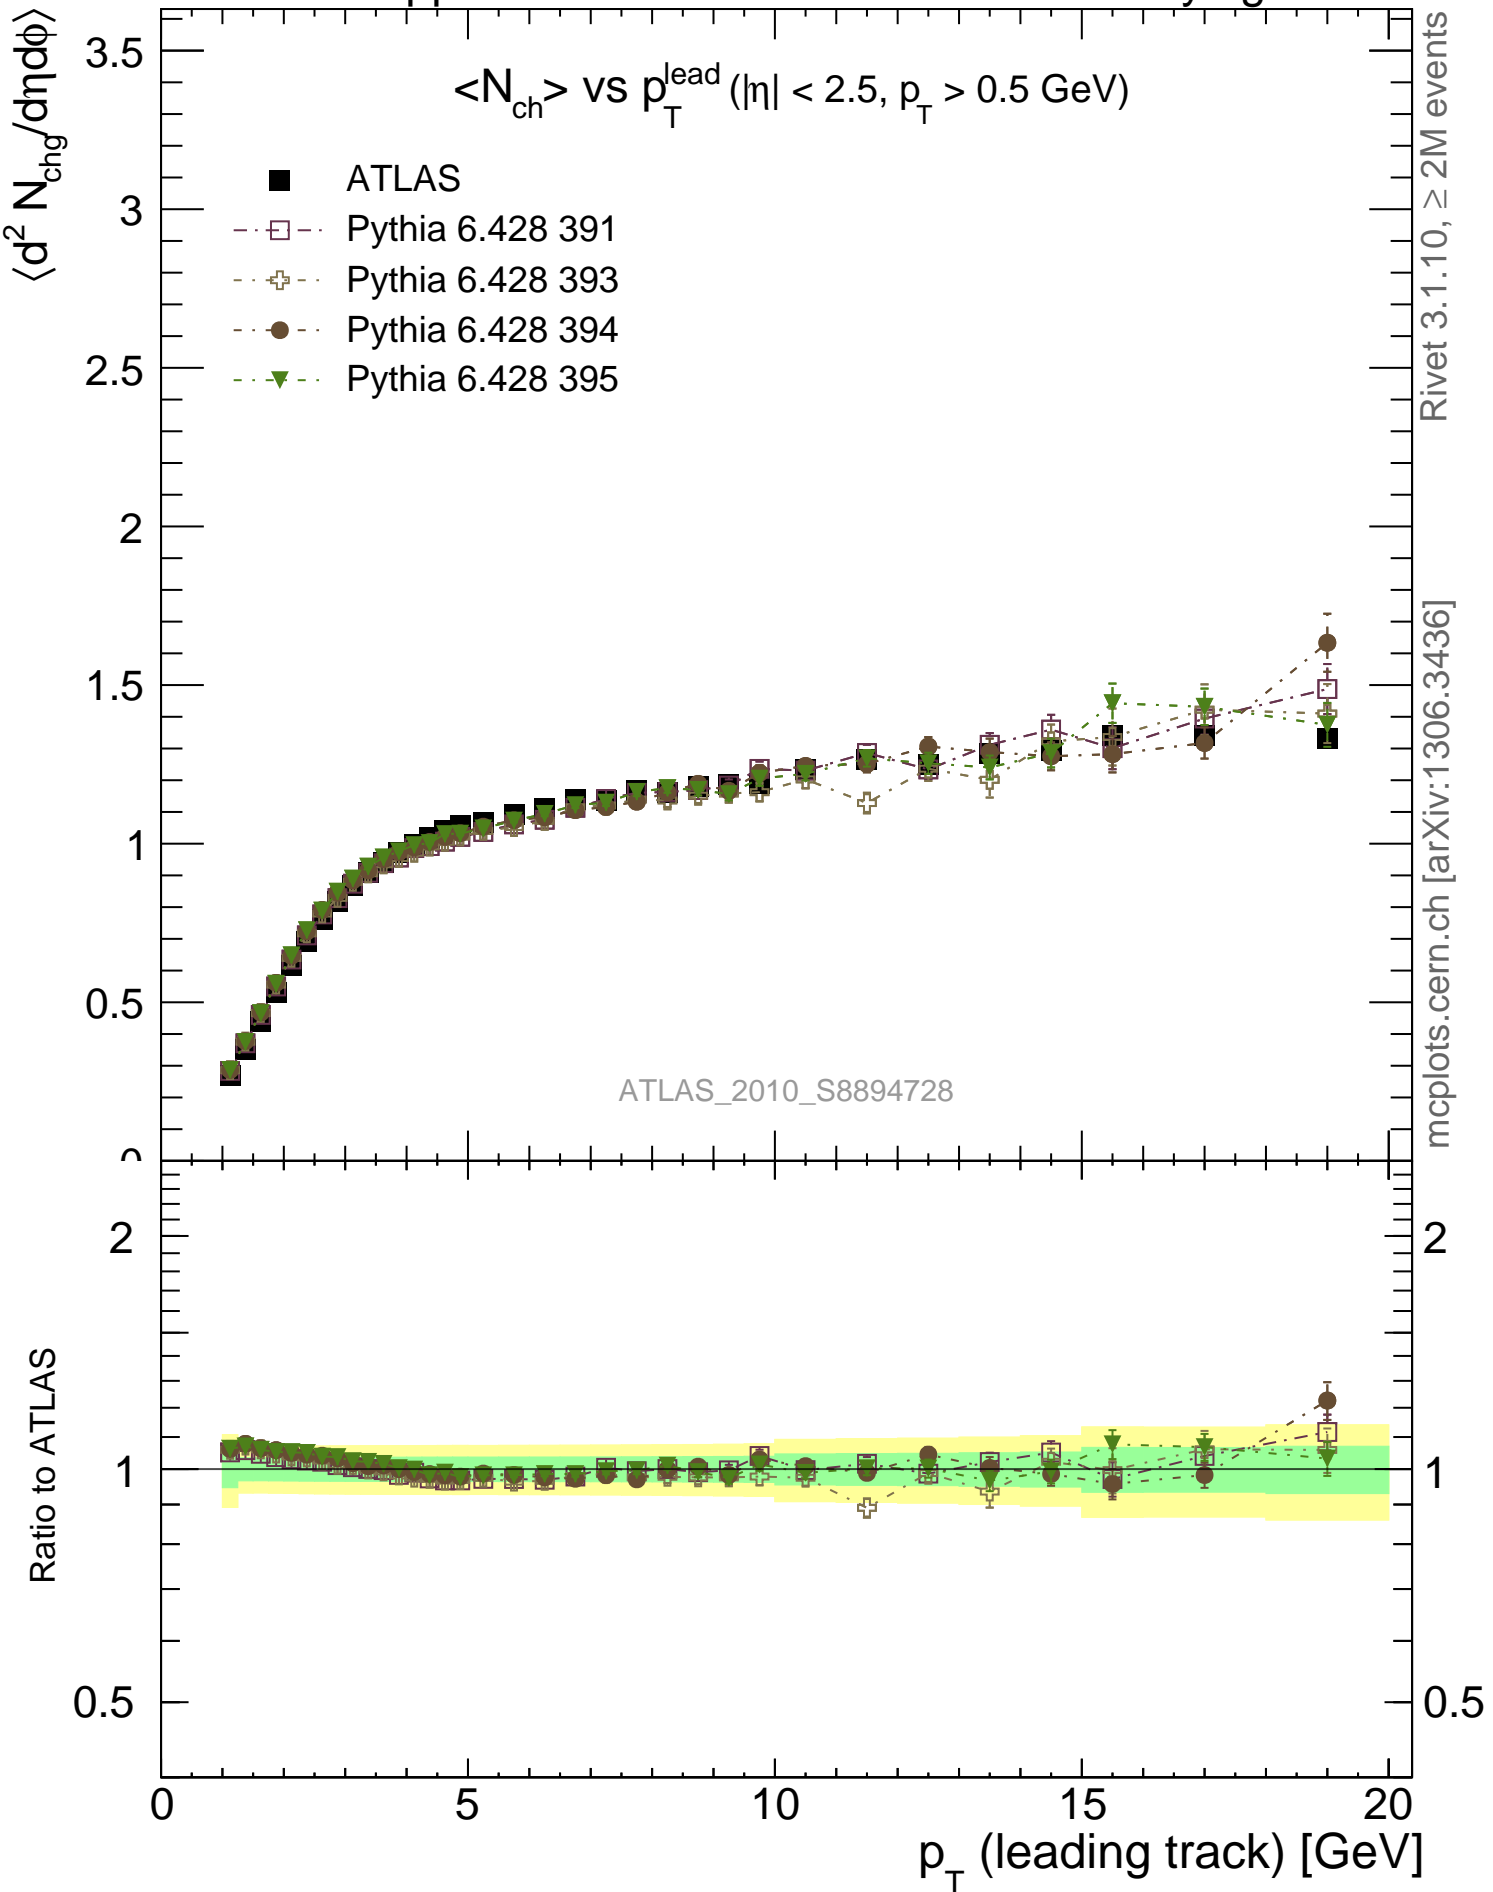 ⟨d² N_chg/dηdϕ⟩
<N_ch> vs p_T^lead (|η| < 2.5, p_T > 0.5 GeV)
ATLAS
Pythia 6.428 391
Pythia 6.428 393
Pythia 6.428 394
Pythia 6.428 395
3.5
3
2.5
2
1.5
1
0.5
0
ATLAS_2010_S8894728
Rivet 3.1.10, ≥ 2M events
mcplots.cern.ch [arXiv:1306.3436]
Ratio to ATLAS
2
1
0.5
2
1
0.5
0 5 10 15 20
p_T (leading track) [GeV]